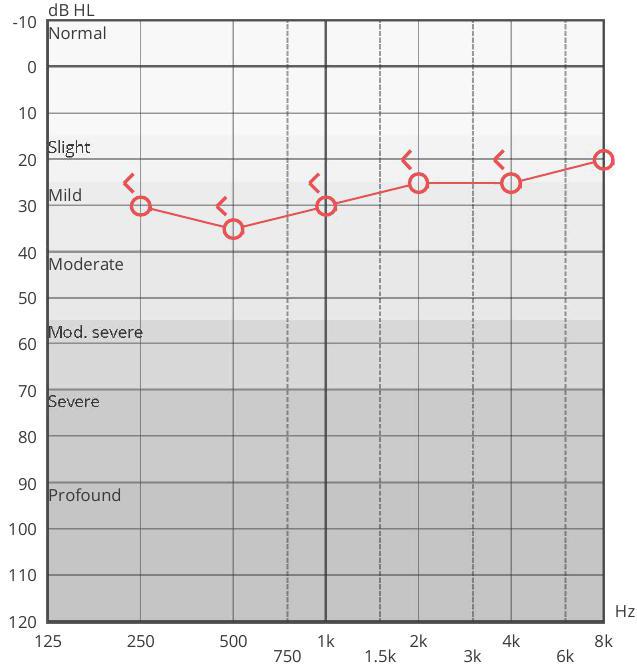 dB HL
-10
Normal
0
10
Slight
20
Mild
30
40
Moderate
50
Mod. severe
60
70
Severe
80
90
Profound
100
110
120
Hz
125 250 500 1k 2k 4k 8k
750 1.5k 3k 6k